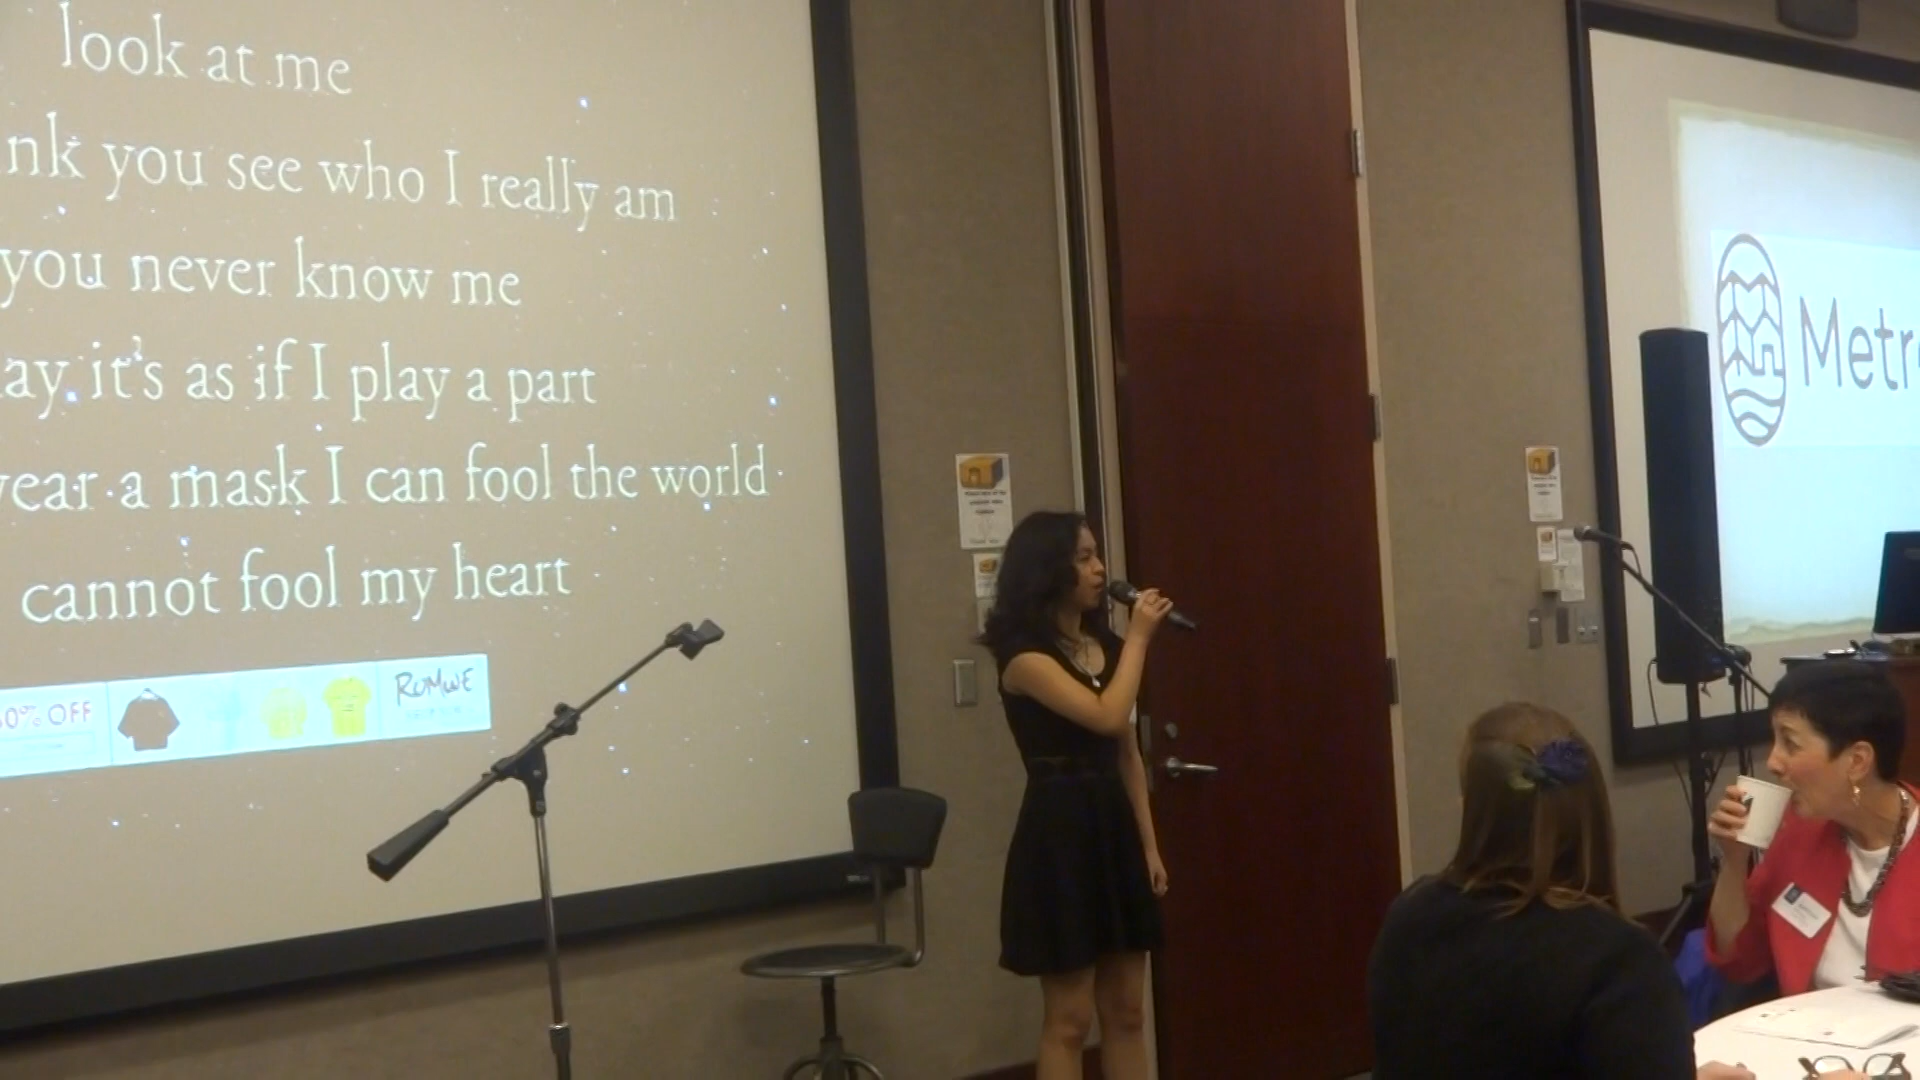 look at me
nk you see who I really am
you never know me
ay it's as if I play a part
ear a mask I can fool the world
cannot fool my heart
0% OFF
ROMWE
Metr